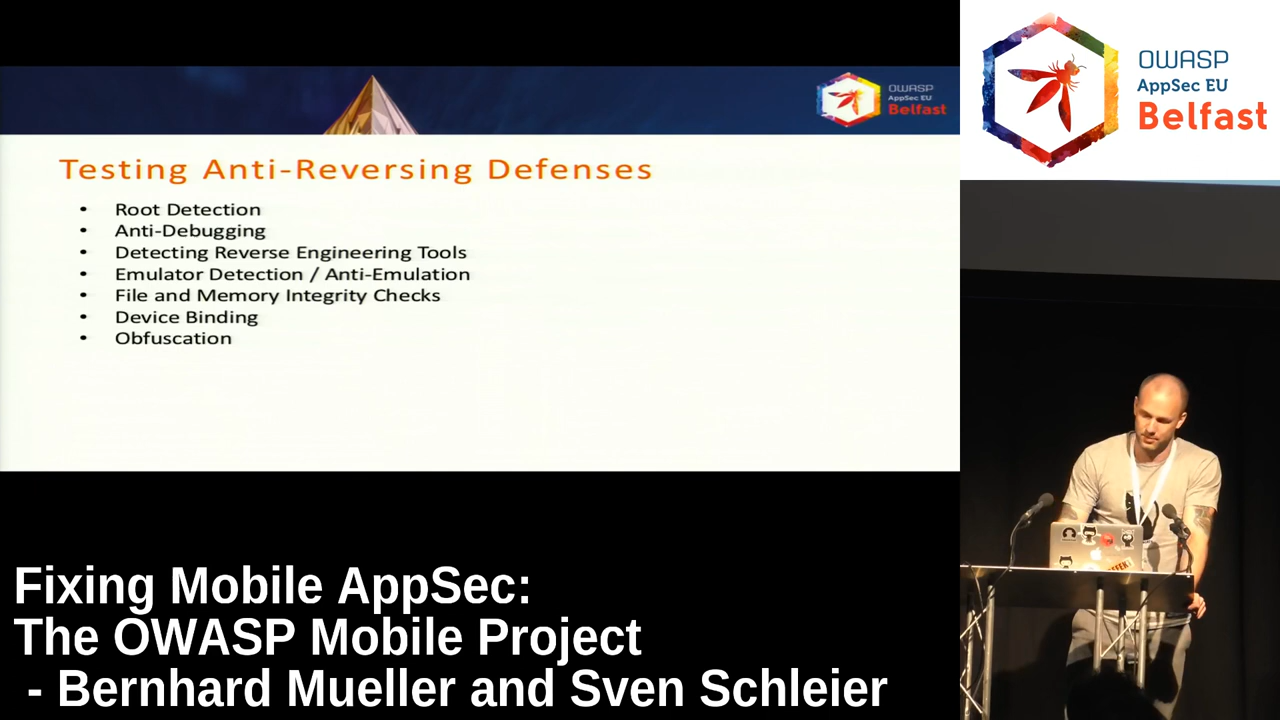 OWASP
AppSec EU
Belfast
OWASP
AppSec EU
Belfast
Testing Anti-Reversing Defenses
• Root Detection
• Anti-Debugging
• Detecting Reverse Engineering Tools
• Emulator Detection / Anti-Emulation
• File and Memory Integrity Checks
• Device Binding
• Obfuscation
Fixing Mobile AppSec:
The OWASP Mobile Project
- Bernhard Mueller and Sven Schleier